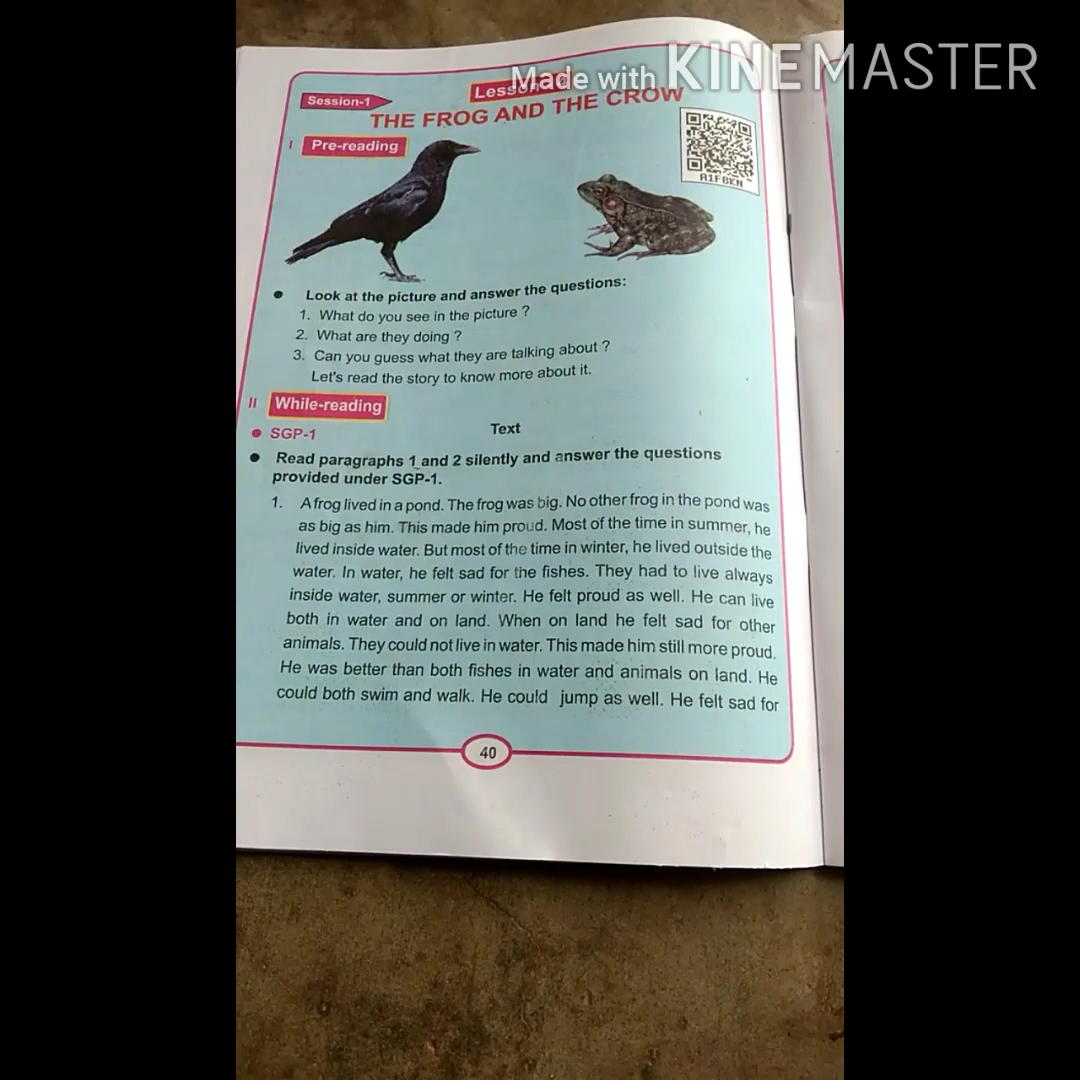 Made with KINEMASTER
Session-1
THE FROG AND THE CROW
I Pre-reading
A1F8KN
● Look at the picture and answer the questions:
1. What do you see in the picture ?
2. What are they doing ?
3. Can you guess what they are talking about ?
Let's read the story to know more about it.
II While-reading
● SGP-1
Text
● Read paragraphs 1 and 2 silently and answer the questions
provided under SGP-1.
1. A frog lived in a pond. The frog was big. No other frog in the pond was
as big as him. This made him proud. Most of the time in summer, he
lived inside water. But most of the time in winter, he lived outside the
water. In water, he felt sad for the fishes. They had to live always
inside water, summer or winter. He felt proud as well. He can live
both in water and on land. When on land he felt sad for other
animals. They could not live in water. This made him still more proud.
He was better than both fishes in water and animals on land. He
could both swim and walk. He could jump as well. He felt sad for
40